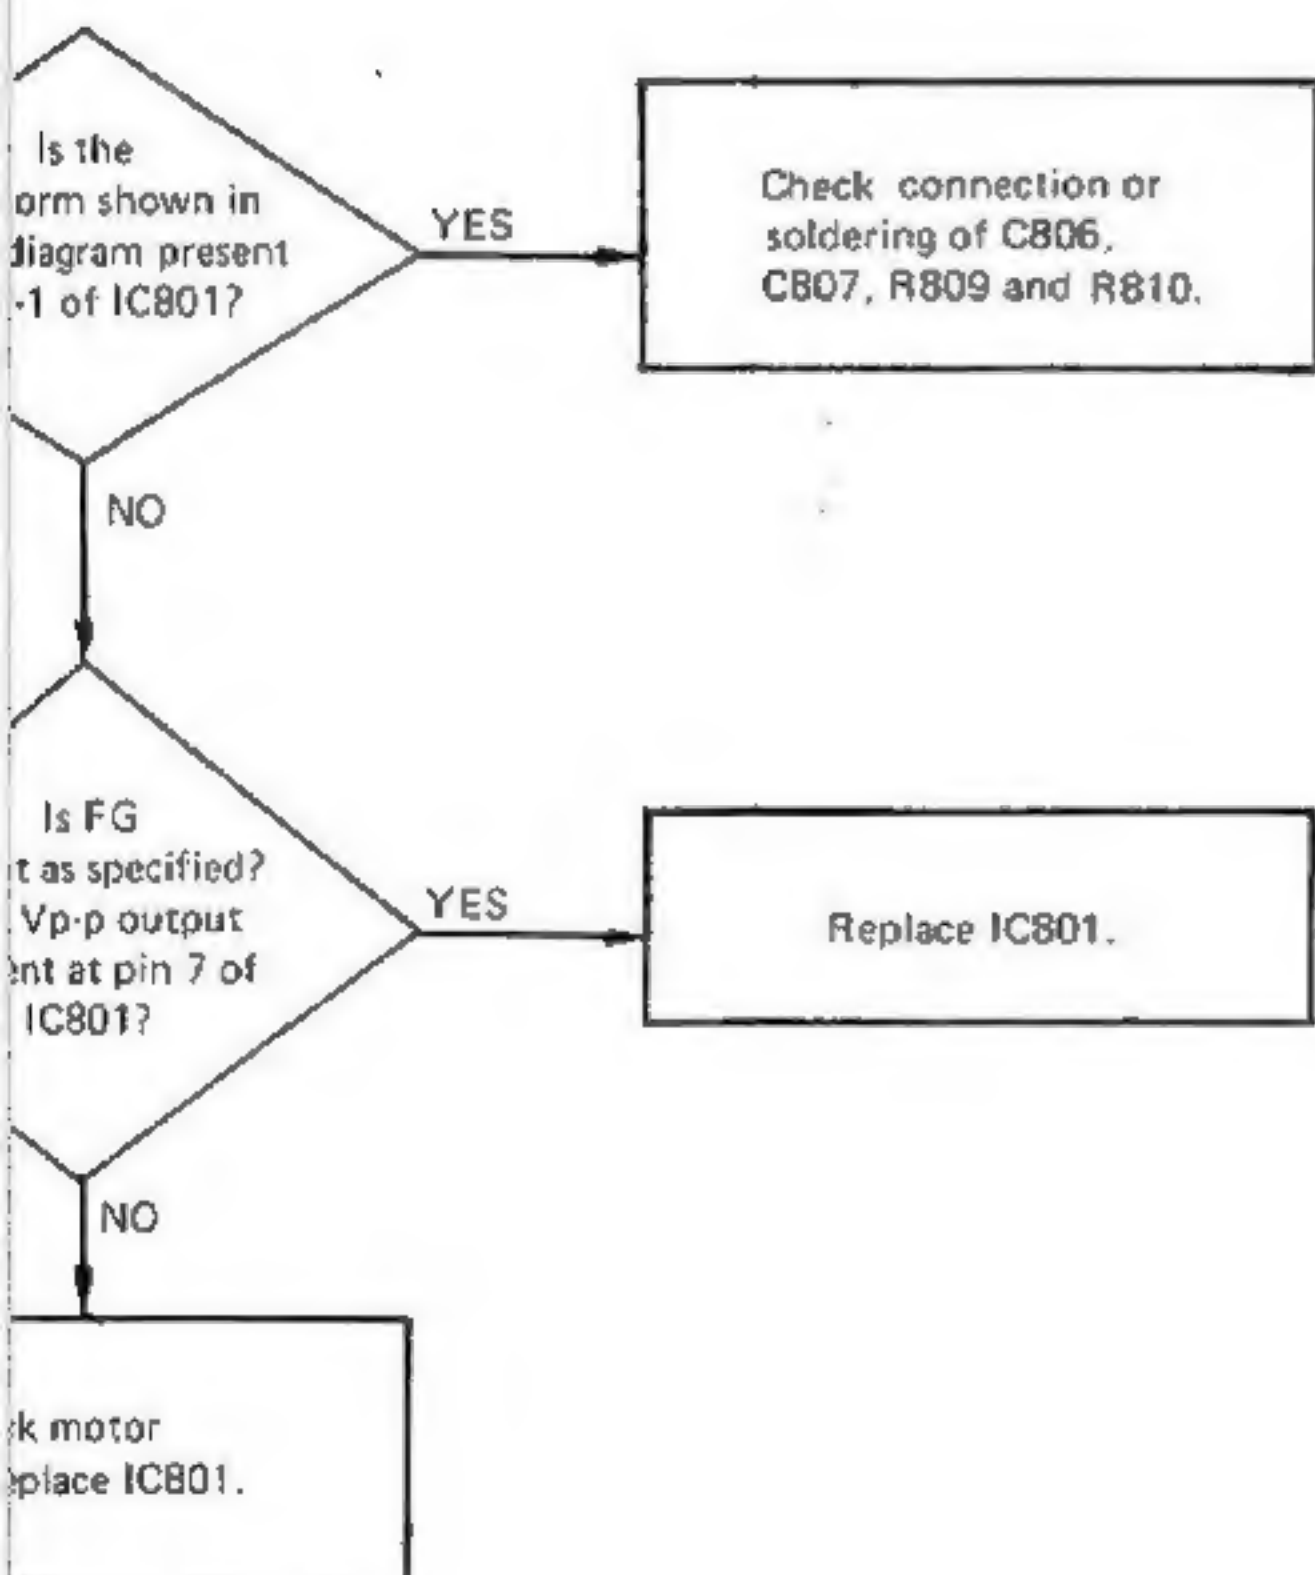 Is the
orm shown in
diagram present
-1 of IC801?
YES
Check connection or
soldering of C806,
C807, R809 and R810.
NO
Is FG
t as specified?
Vp-p output
ent at pin 7 of
IC801?
YES
Replace IC801.
NO
k motor
eplace IC801.